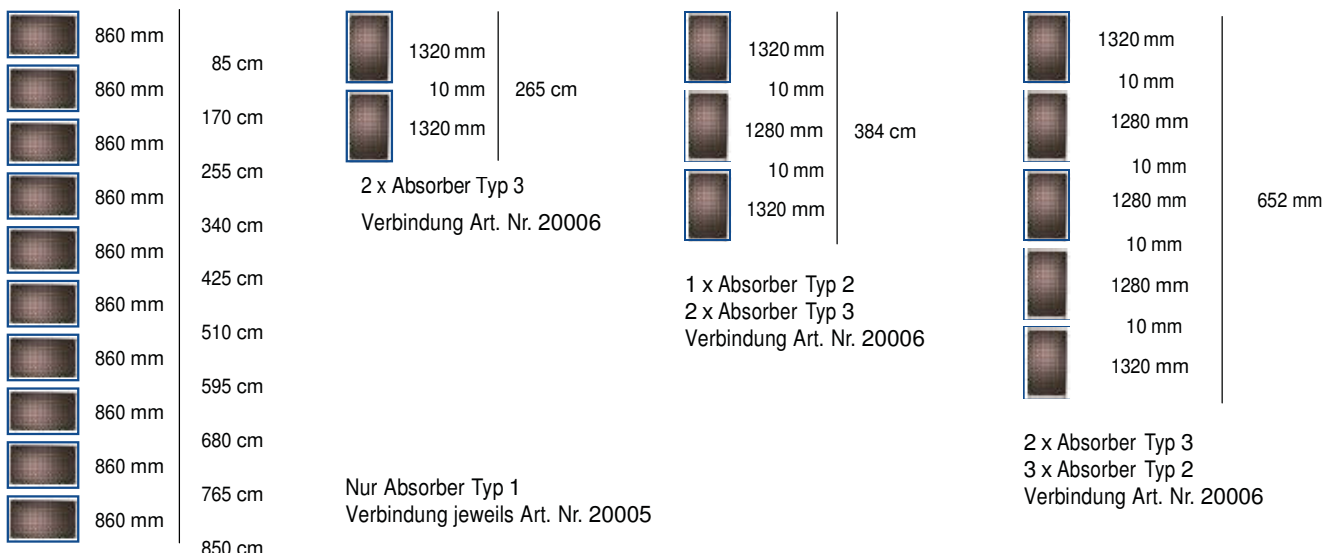 860 mm
85 cm
860 mm
170 cm
860 mm
255 cm
860 mm
340 cm
860 mm
425 cm
860 mm
510 cm
860 mm
595 cm
860 mm
680 cm
860 mm
765 cm
860 mm
850 cm
1320 mm
10 mm
1320 mm
265 cm
2 x Absorber Typ 3
Verbindung Art. Nr. 20006
Nur Absorber Typ 1
Verbindung jeweils Art. Nr. 20005
1320 mm
10 mm
1280 mm
10 mm
1320 mm
384 cm
1 x Absorber Typ 2
2 x Absorber Typ 3
Verbindung Art. Nr. 20006
1320 mm
10 mm
1280 mm
10 mm
1280 mm
10 mm
1280 mm
10 mm
1320 mm
652 mm
2 x Absorber Typ 3
3 x Absorber Typ 2
Verbindung Art. Nr. 20006